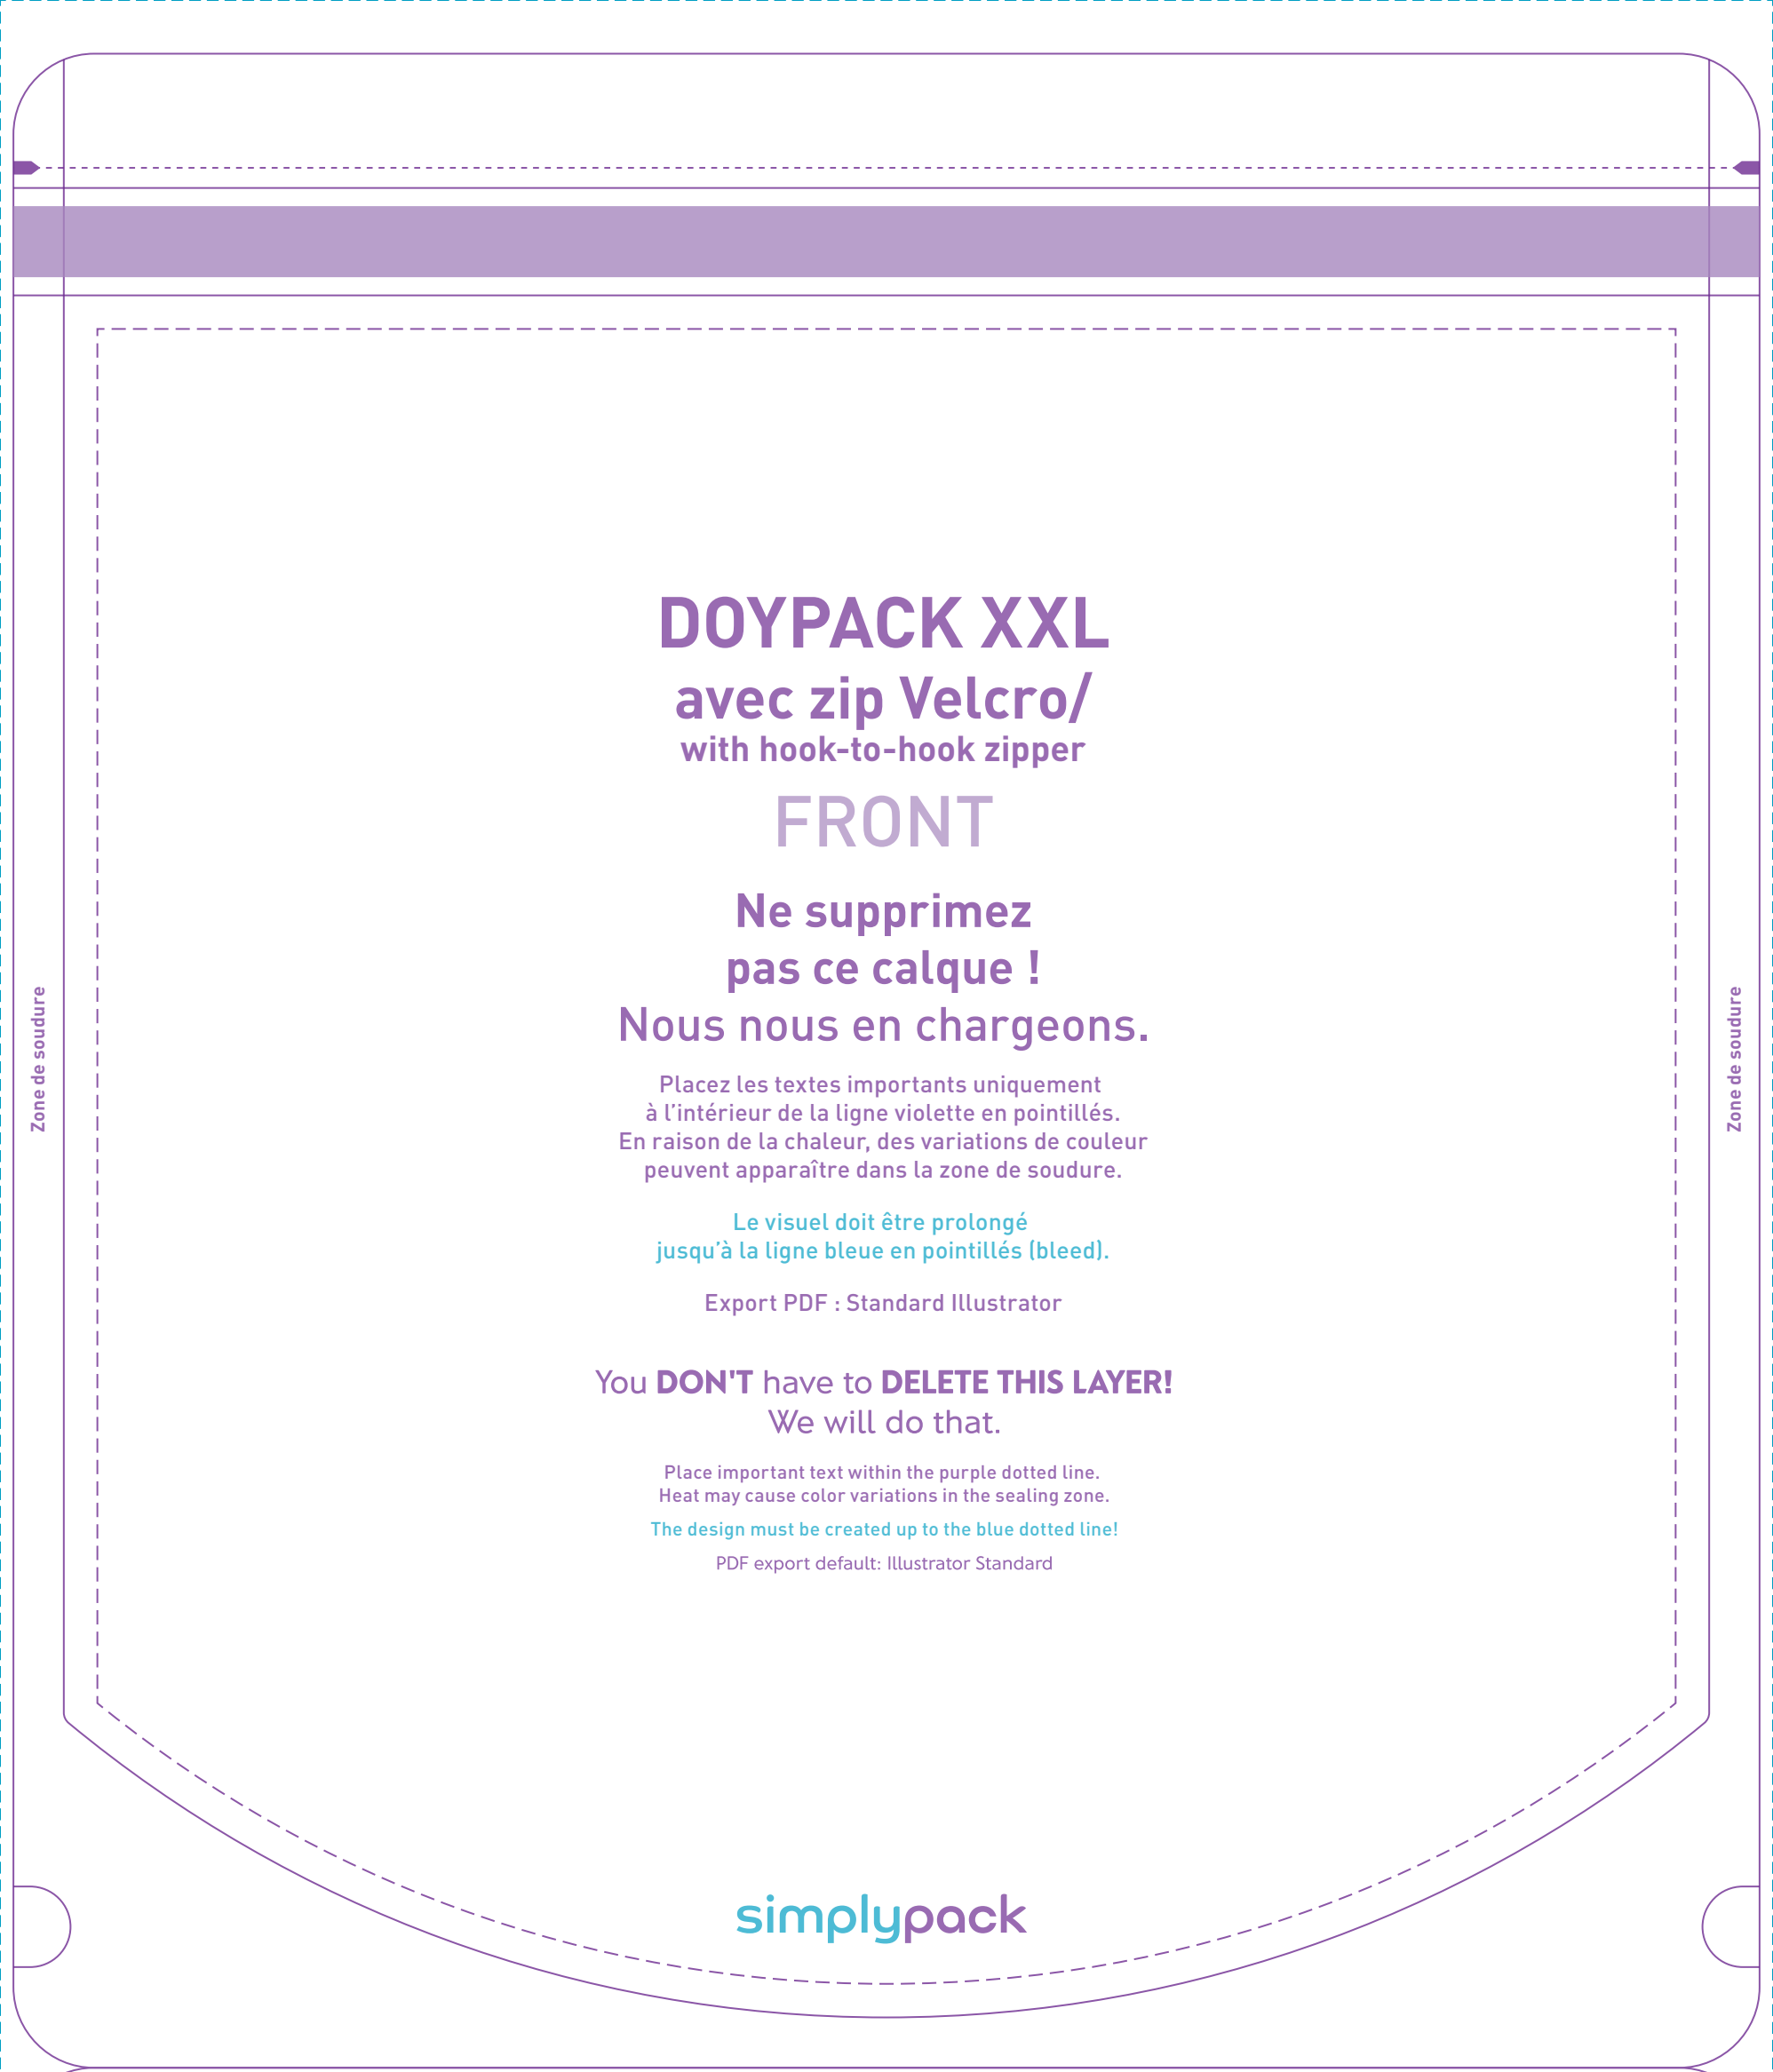 DOYPACK XXL
avec zip Velcro/
with hook-to-hook zipper
FRONT
Ne supprimez
pas ce calque !
Nous nous en chargeons.
Zone de soudure
Zone de soudure
Placez les textes importants uniquement
à l’intérieur de la ligne violette en pointillés.
En raison de la chaleur, des variations de couleur
peuvent apparaître dans la zone de soudure.
Le visuel doit être prolongé
jusqu’à la ligne bleue en pointillés (bleed).
Export PDF : Standard Illustrator
You DON'T have to DELETE THIS LAYER!
We will do that.
Place important text within the purple dotted line.
Heat may cause color variations in the sealing zone.
The design must be created up to the blue dotted line!
PDF export default: Illustrator Standard
simplypack